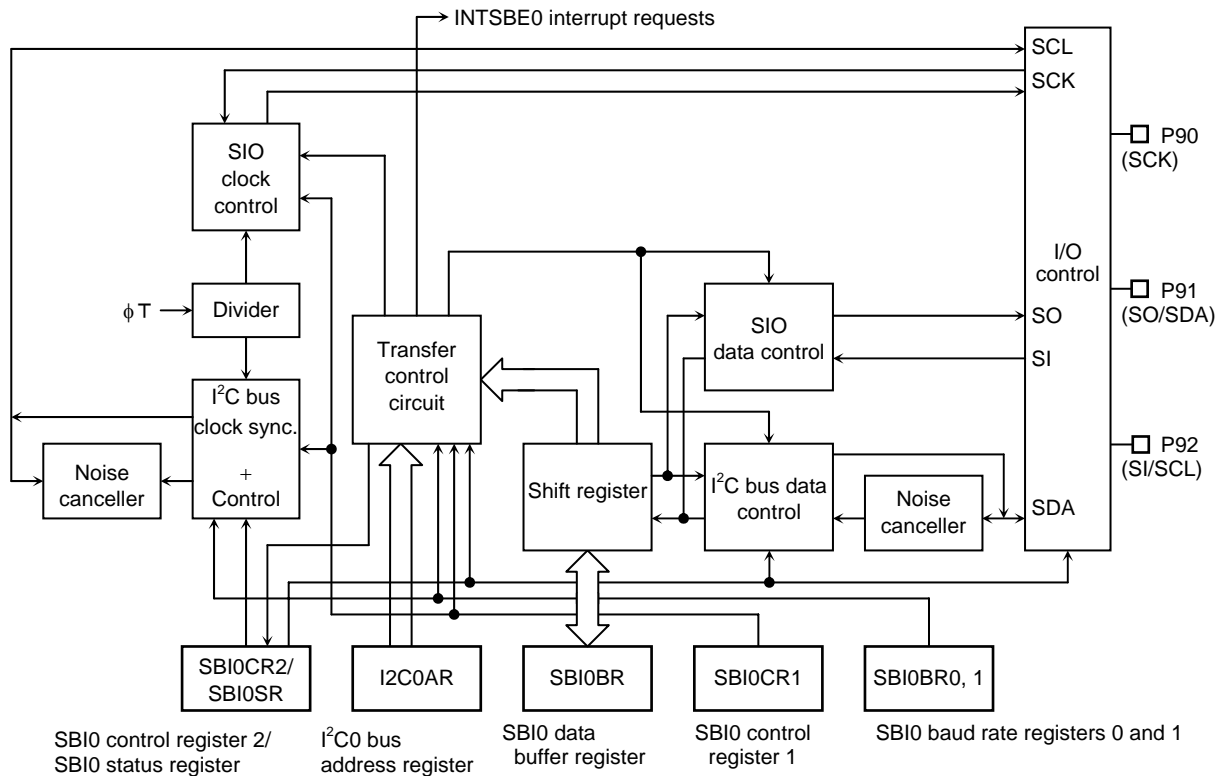 INTSBE0 interrupt requests
SCL
SCK
P90
(SCK)
SIO
clock
control
I/O
control
φT
Divider
P91
(SO/SDA)
SIO
data control
SO
SI
Transfer
control
circuit
I²C bus
clock sync.
+
Control
Noise
canceller
P92
(SI/SCL)
Shift register
I²C bus data
control
Noise
canceller
SDA
SBI0CR2/
SBI0SR
I2C0AR
SBI0BR
SBI0CR1
SBI0BR0, 1
SBI0 control register 2/
SBI0 status register
I²C0 bus
address register
SBI0 data
buffer register
SBI0 control
register 1
SBI0 baud rate registers 0 and 1